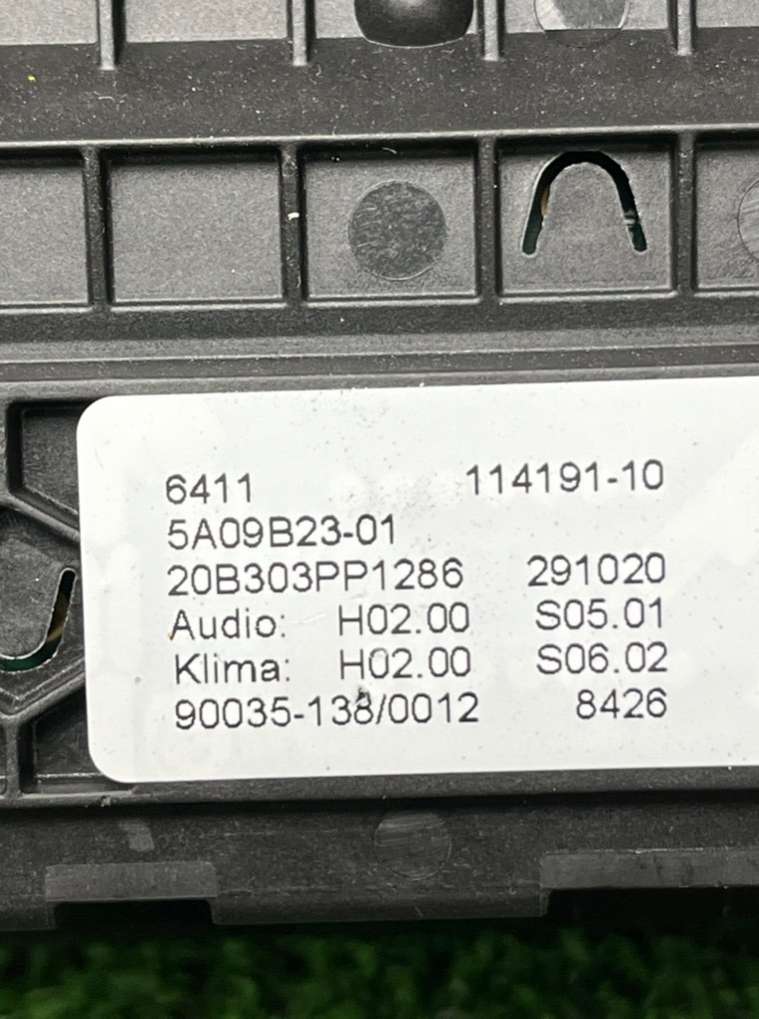 6411 114191-10
5A09B23-01
20B303PP1286 291020
Audio: H02.00 S05.01
Klima: H02.00 S06.02
90035-138/0012 8426